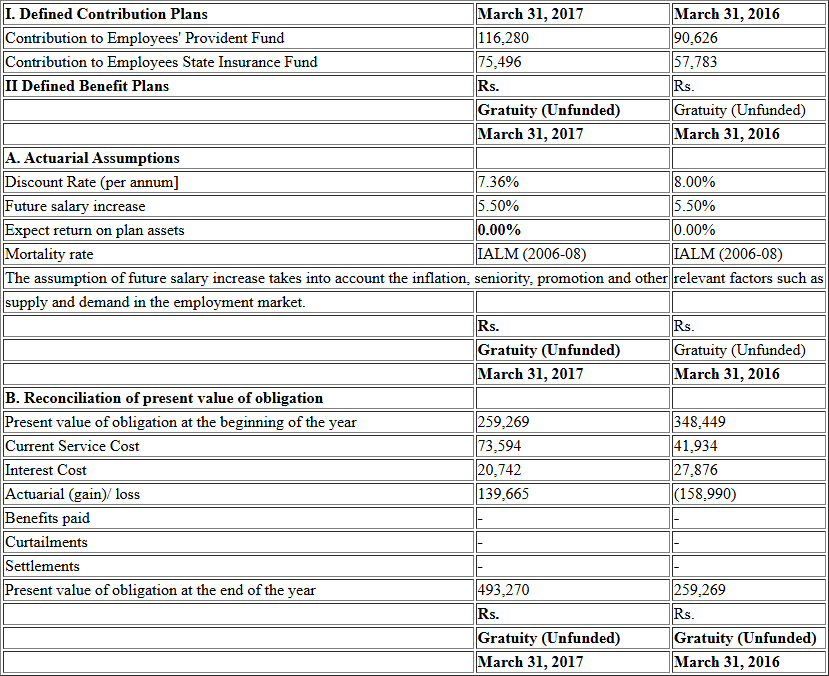 I. Defined Contribution Plans March 31, 2017 March 31, 2016
Contribution to Employees' Provident Fund 116,280 90,626
Contribution to Employees State Insurance Fund 75,496 57,783
II Defined Benefit Plans Rs. Rs.
Gratuity (Unfunded) Gratuity (Unfunded)
March 31, 2017 March 31, 2016
A. Actuarial Assumptions
Discount Rate (per annum] 7.36% 8.00%
Future salary increase 5.50% 5.50%
Expect return on plan assets 0.00% 0.00%
Mortality rate IALM (2006-08) IALM (2006-08)
The assumption of future salary increase takes into account the inflation, seniority, promotion and other relevant factors such as
supply and demand in the employment market.
Rs. Rs.
Gratuity (Unfunded) Gratuity (Unfunded)
March 31, 2017 March 31, 2016
B. Reconciliation of present value of obligation
Present value of obligation at the beginning of the year 259,269 348,449
Current Service Cost 73,594 41,934
Interest Cost 20,742 27,876
Actuarial (gain)/ loss 139,665 (158,990)
Benefits paid - -
Curtailments - -
Settlements - -
Present value of obligation at the end of the year 493,270 259,269
Rs. Rs.
Gratuity (Unfunded) Gratuity (Unfunded)
March 31, 2017 March 31, 2016